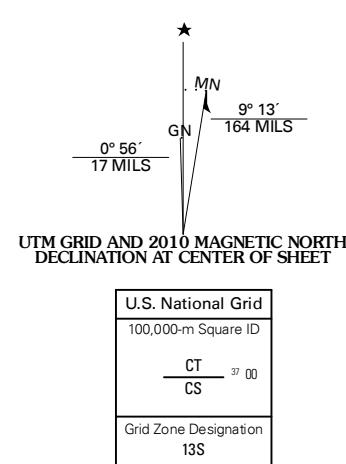 ★
MN
GN
9° 13´
164 MILS
0° 56´
17 MILS
UTM GRID AND 2010 MAGNETIC NORTH
DECLINATION AT CENTER OF SHEET
U.S. National Grid
100,000-m Square ID
CT
37 00
CS
Grid Zone Designation
13S